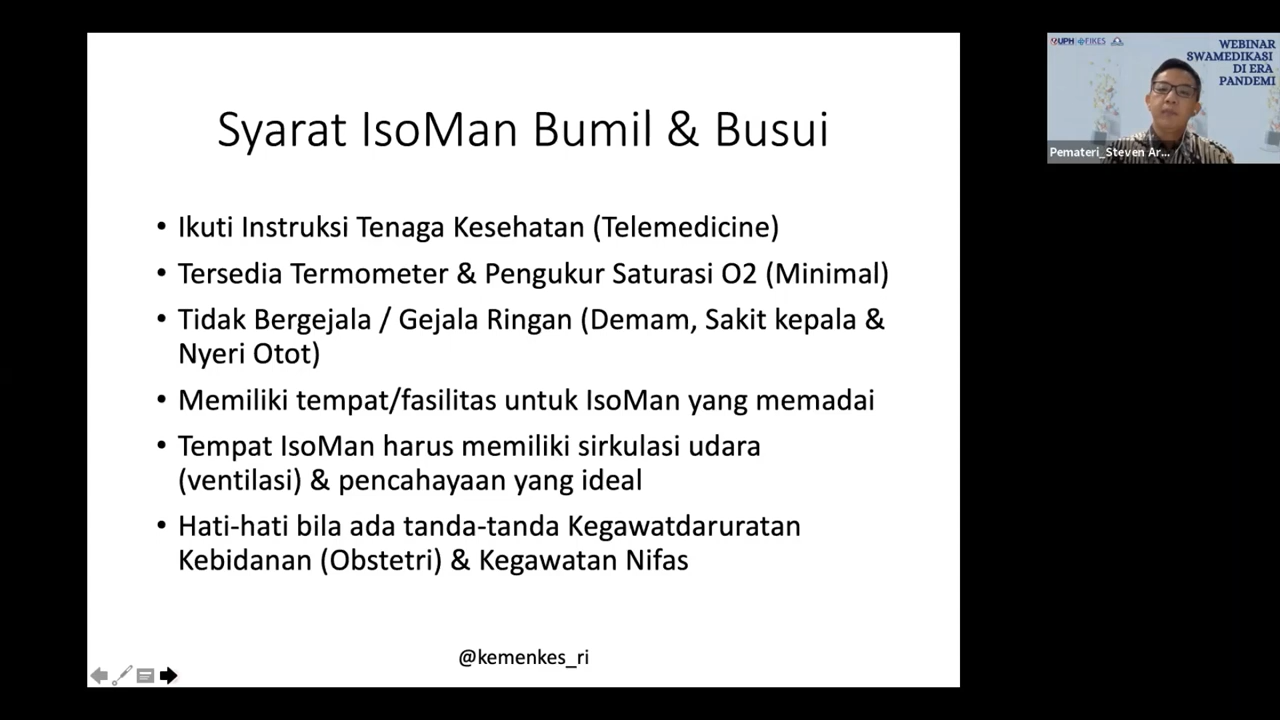 Syarat IsoMan Bumil & Busui
• Ikuti Instruksi Tenaga Kesehatan (Telemedicine)
• Tersedia Termometer & Pengukur Saturasi O2 (Minimal)
• Tidak Bergejala / Gejala Ringan (Demam, Sakit kepala &
Nyeri Otot)
• Memiliki tempat/fasilitas untuk IsoMan yang memadai
• Tempat IsoMan harus memiliki sirkulasi udara
(ventilasi) & pencahayaan yang ideal
• Hati-hati bila ada tanda-tanda Kegawatdaruratan
Kebidanan (Obstetri) & Kegawatan Nifas
@kemenkes_ri
UPH FIKES
WEBINAR
SWAMEDIKASI
DI ERA
PANDEMI
Pemateri_Steven Ar...